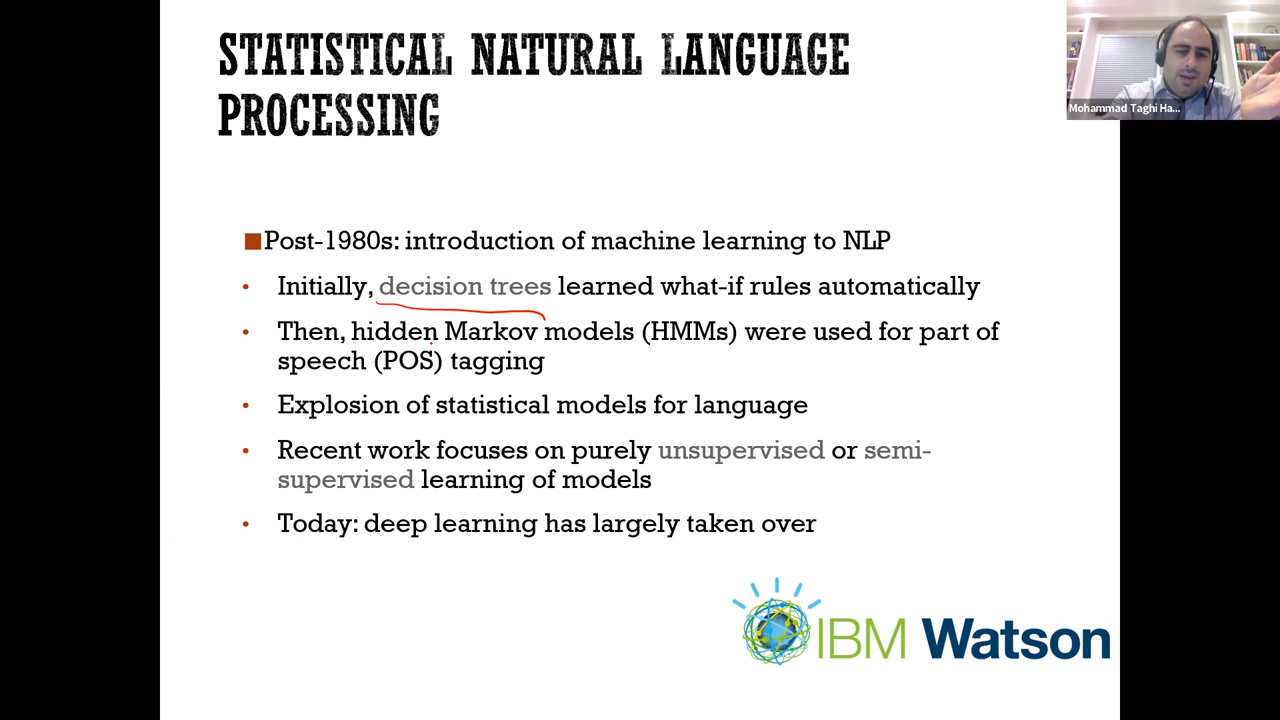 STATISTICAL NATURAL LANGUAGE
PROCESSING
Mohammad Taghi Ha...
Post-1980s: introduction of machine learning to NLP
• Initially, decision trees learned what-if rules automatically
• Then, hidden Markov models (HMMs) were used for part of
speech (POS) tagging
• Explosion of statistical models for language
• Recent work focuses on purely unsupervised or semi-
supervised learning of models
• Today: deep learning has largely taken over
IBM Watson